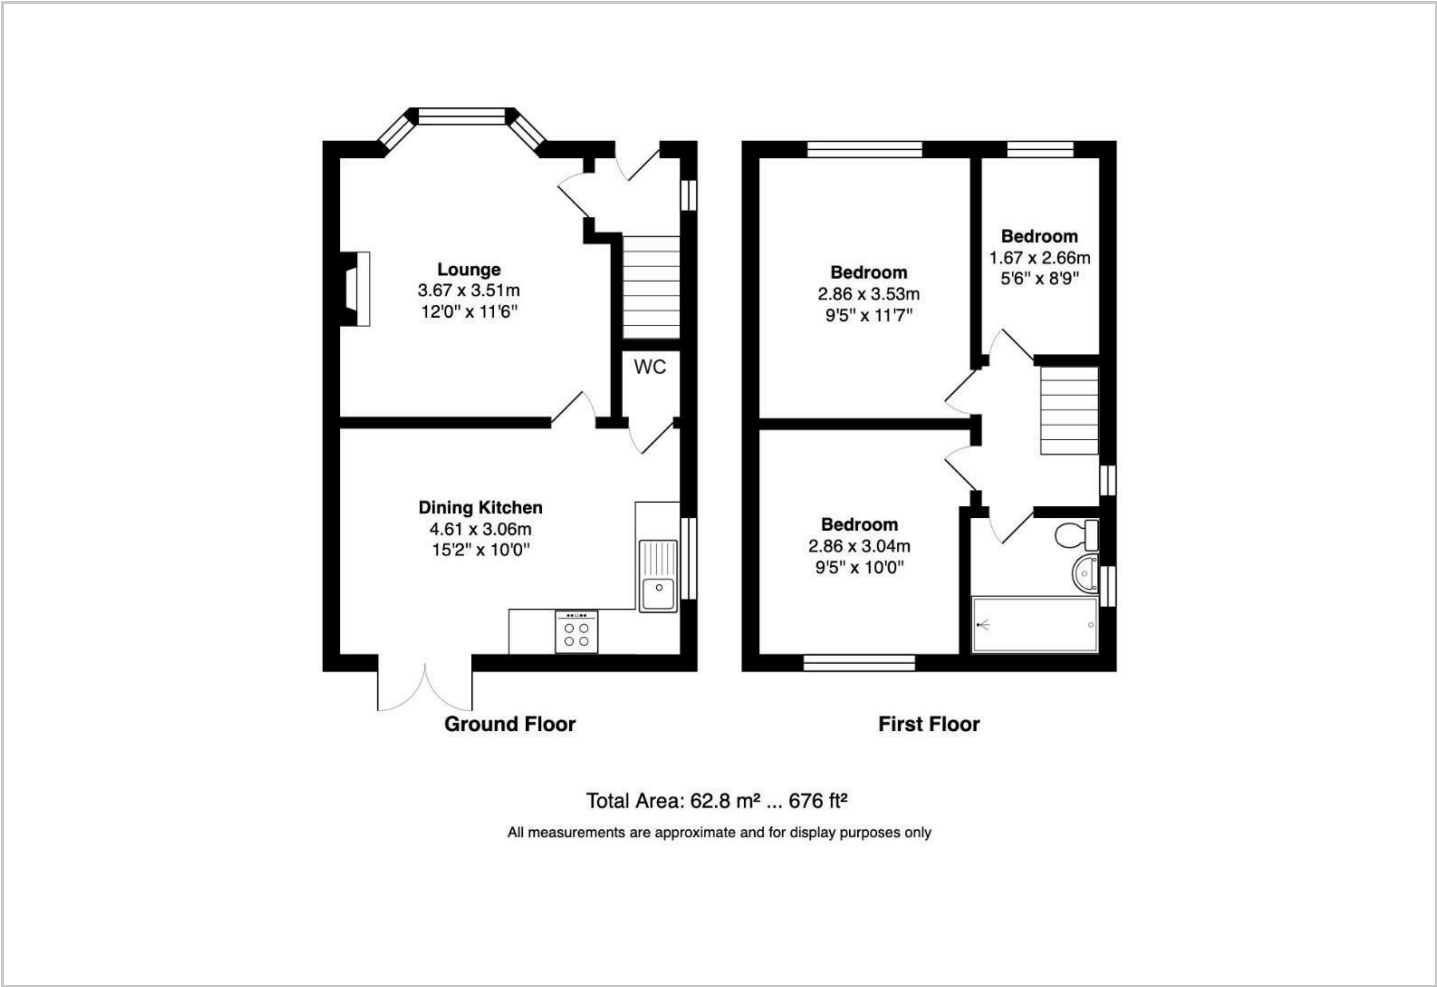 Lounge
3.67 x 3.51m
12'0" x 11'6"
WC
Dining Kitchen
4.61 x 3.06m
15'2" x 10'0"
Ground Floor
Bedroom
2.86 x 3.53m
9'5" x 11'7"
Bedroom
1.67 x 2.66m
5'6" x 8'9"
Bedroom
2.86 x 3.04m
9'5" x 10'0"
First Floor
Total Area: 62.8 m² ... 676 ft²
All measurements are approximate and for display purposes only